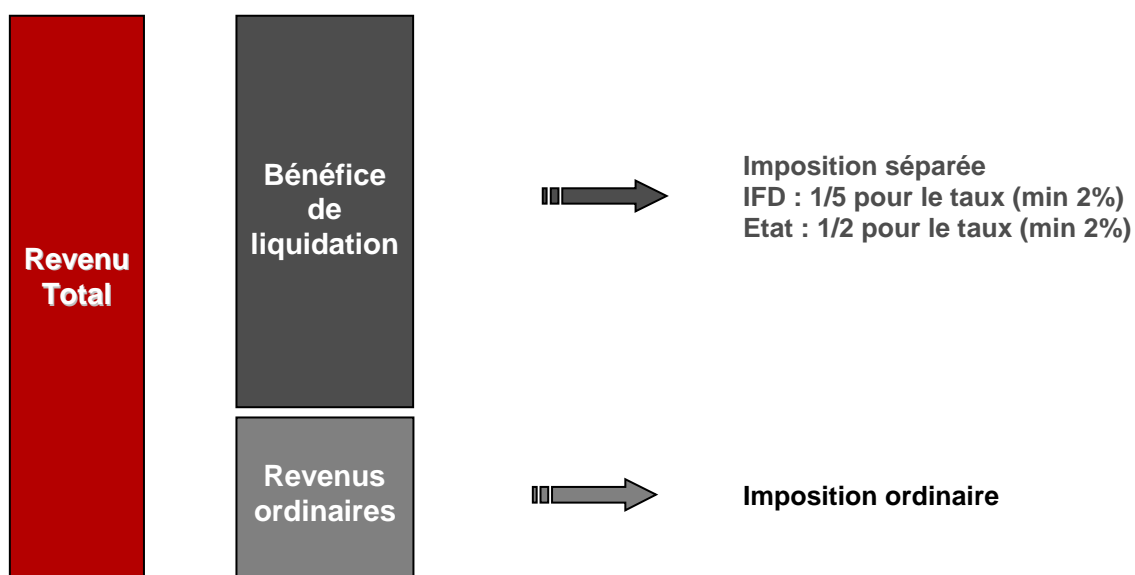 Revenu
Total
Bénéfice
de
liquidation
Imposition séparée
IFD : 1/5 pour le taux (min 2%)
Etat : 1/2 pour le taux (min 2%)
Revenus
ordinaires
Imposition ordinaire